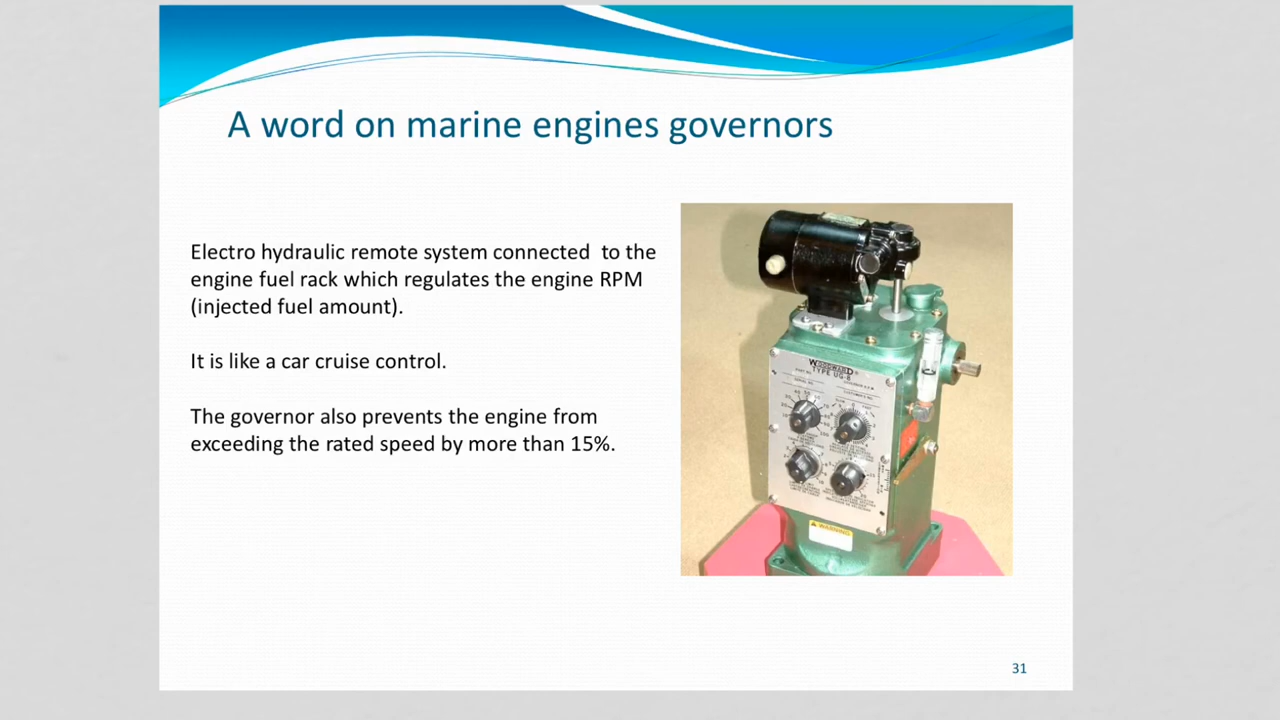 A word on marine engines governors
Electro hydraulic remote system connected  to the
engine fuel rack which regulates the engine RPM
(injected fuel amount).
It is like a car cruise control.
The governor also prevents the engine from
exceeding the rated speed by more than 15%.
WOODWARD
TYPE UG-8
WARNING
31